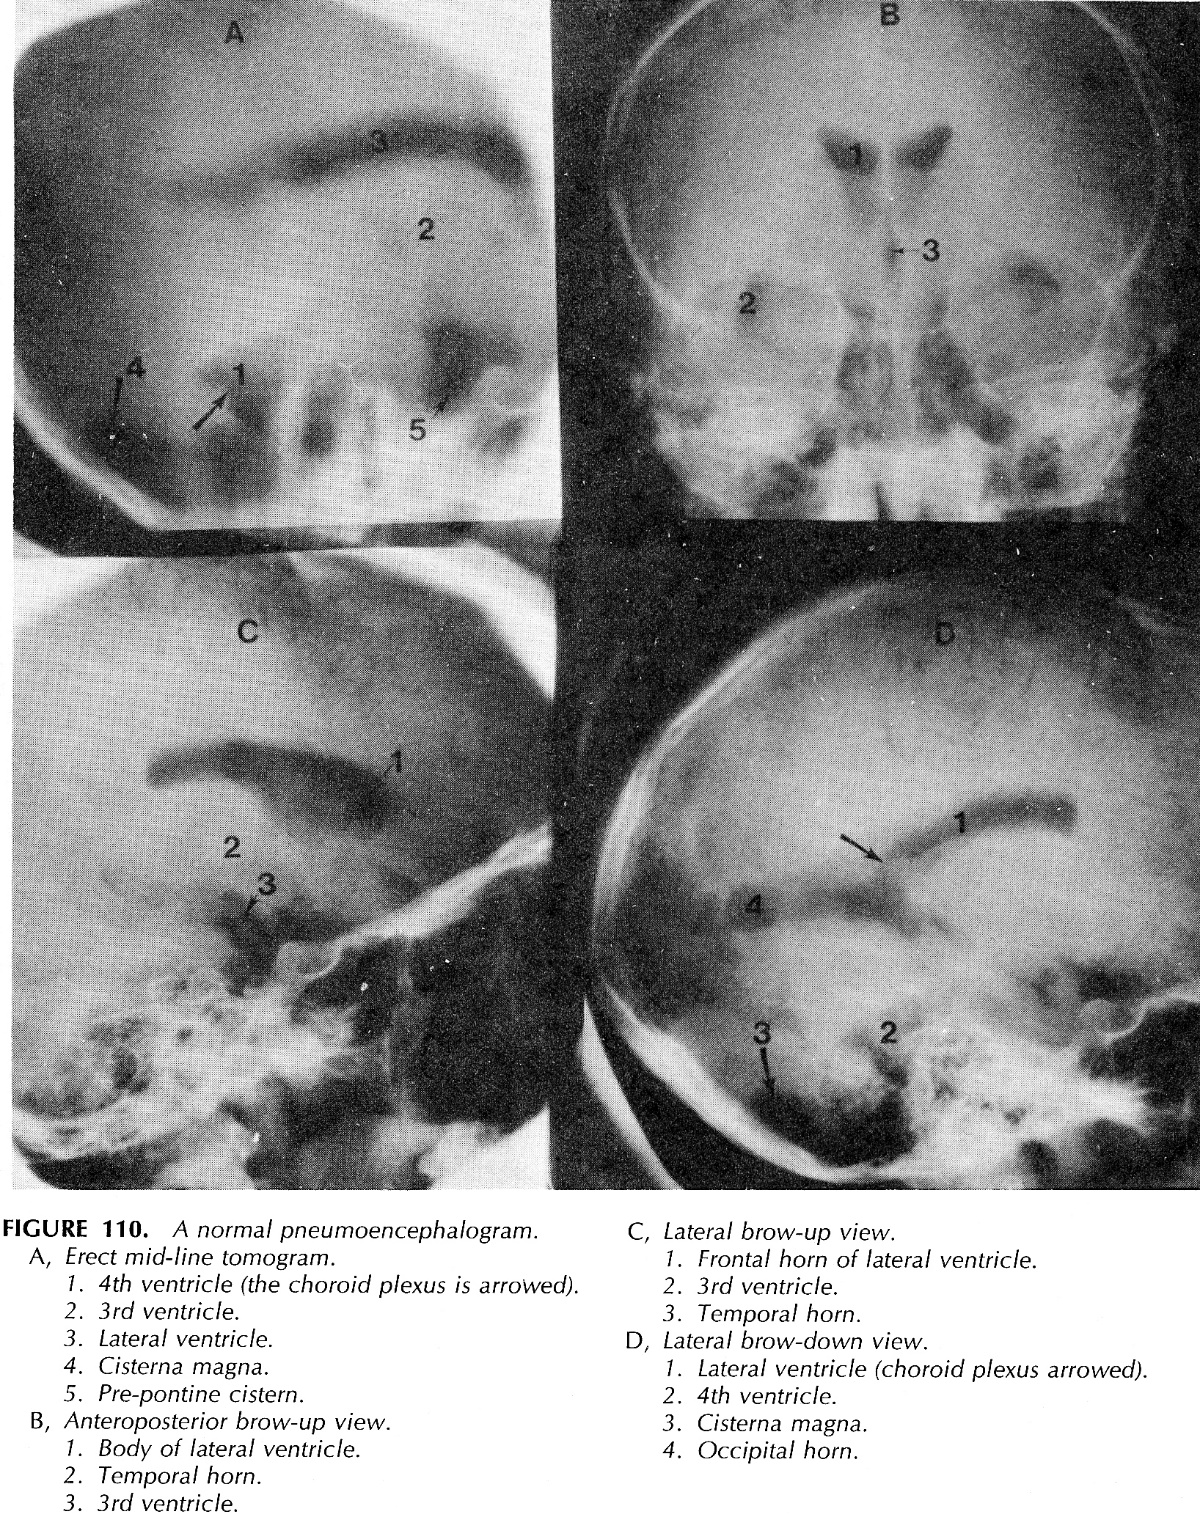 A
3
2
4
1
5
B
1
3
2
C
1
2
3
D
1
4
3
2
FIGURE 110. A normal pneumoencephalogram.
A, Erect mid-line tomogram.
1. 4th ventricle (the choroid plexus is arrowed).
2. 3rd ventricle.
3. Lateral ventricle.
4. Cisterna magna.
5. Pre-pontine cistern.
B, Anteroposterior brow-up view.
1. Body of lateral ventricle.
2. Temporal horn.
3. 3rd ventricle.
C, Lateral brow-up view.
1. Frontal horn of lateral ventricle.
2. 3rd ventricle.
3. Temporal horn.
D, Lateral brow-down view.
1. Lateral ventricle (choroid plexus arrowed).
2. 4th ventricle.
3. Cisterna magna.
4. Occipital horn.